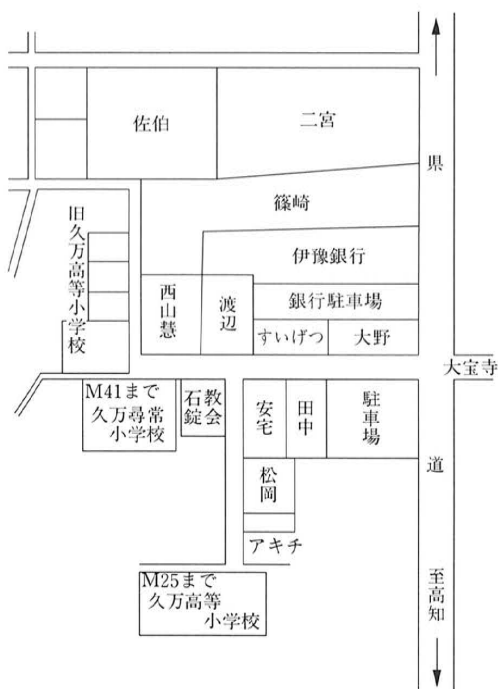 佐伯
二宮
県
篠崎
旧久万高等小学校
伊豫銀行
西山慧
渡辺
銀行駐車場
すいげつ
大野
大宝寺
M41まで
久万尋常
小学校
教会
石錠
安宅
田中
駐車場
道
松岡
アキチ
M25まで
久万高等
小学校
至高知